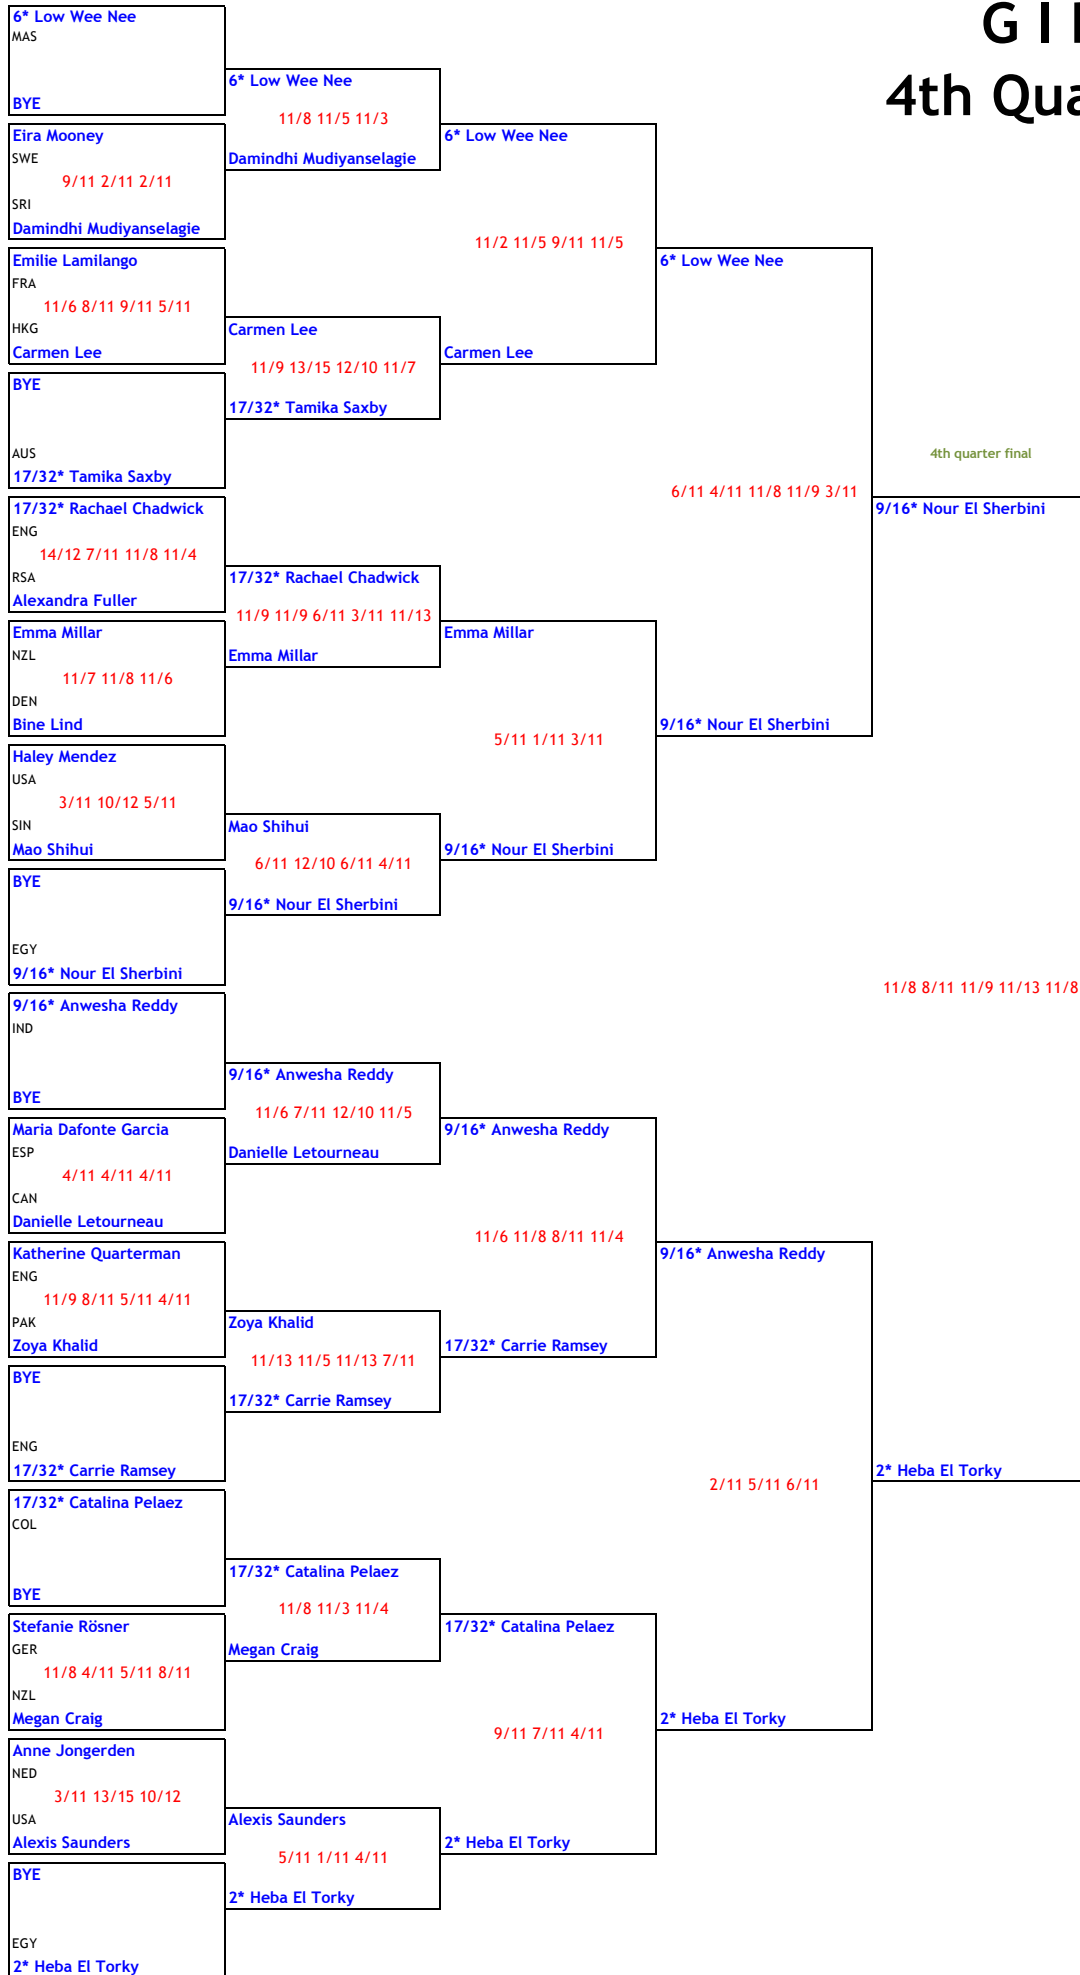 G I
4th Qua
6* Low Wee Nee
MAS
BYE
Eira Mooney
SWE
9/11 2/11 2/11
SRI
Damindhi Mudiyanselagie
Emilie Lamilango
FRA
11/6 8/11 9/11 5/11
HKG
Carmen Lee
BYE
AUS
17/32* Tamika Saxby
17/32* Rachael Chadwick
ENG
14/12 7/11 11/8 11/4
RSA
Alexandra Fuller
Emma Millar
NZL
11/7 11/8 11/6
DEN
Bine Lind
Haley Mendez
USA
3/11 10/12 5/11
SIN
Mao Shihui
BYE
EGY
9/16* Nour El Sherbini
9/16* Anwesha Reddy
IND
BYE
Maria Dafonte Garcia
ESP
4/11 4/11 4/11
CAN
Danielle Letourneau
Katherine Quarterman
ENG
11/9 8/11 5/11 4/11
PAK
Zoya Khalid
BYE
ENG
17/32* Carrie Ramsey
17/32* Catalina Pelaez
COL
BYE
Stefanie Rösner
GER
11/8 4/11 5/11 8/11
NZL
Megan Craig
Anne Jongerden
NED
3/11 13/15 10/12
USA
Alexis Saunders
BYE
EGY
2* Heba El Torky
6* Low Wee Nee
11/8 11/5 11/3
Damindhi Mudiyanselagie
Carmen Lee
11/9 13/15 12/10 11/7
17/32* Tamika Saxby
17/32* Rachael Chadwick
11/9 11/9 6/11 3/11 11/13
Emma Millar
Mao Shihui
6/11 12/10 6/11 4/11
9/16* Nour El Sherbini
9/16* Anwesha Reddy
11/6 7/11 12/10 11/5
Danielle Letourneau
Zoya Khalid
11/13 11/5 11/13 7/11
17/32* Carrie Ramsey
17/32* Catalina Pelaez
11/8 11/3 11/4
Megan Craig
Alexis Saunders
5/11 1/11 4/11
2* Heba El Torky
6* Low Wee Nee
11/2 11/5 9/11 11/5
Carmen Lee
Emma Millar
5/11 1/11 3/11
9/16* Nour El Sherbini
9/16* Anwesha Reddy
11/6 11/8 8/11 11/4
17/32* Carrie Ramsey
17/32* Catalina Pelaez
9/11 7/11 4/11
2* Heba El Torky
6* Low Wee Nee
6/11 4/11 11/8 11/9 3/11
9/16* Nour El Sherbini
9/16* Anwesha Reddy
2/11 5/11 6/11
2* Heba El Torky
4th quarter final
9/16* Nour El Sherbini
11/8 8/11 11/9 11/13 11/8
2* Heba El Torky